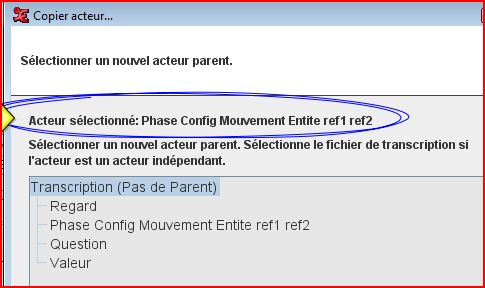 Copier acteur...
Sélectionner un nouvel acteur parent.
Acteur sélectionné: Phase Config Mouvement Entite ref1 ref2
Sélectionner un nouvel acteur parent. Sélectionne le fichier de transcription si
l'acteur est un acteur indépendant.
Transcription (Pas de Parent)
Regard
Phase Config Mouvement Entite ref1 ref2
Question
Valeur